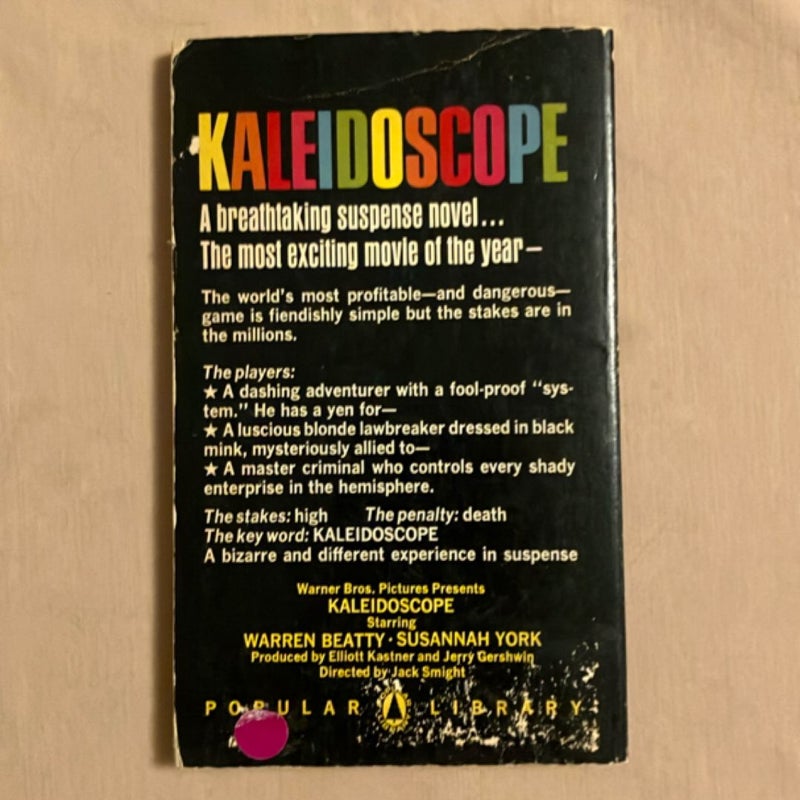 KALEIDOSCOPE
A breathtaking suspense novel...
The most exciting movie of the year—
The world's most profitable—and dangerous—
game is fiendishly simple but the stakes are in
the millions.
The players:
★ A dashing adventurer with a fool-proof "sys-
tem." He has a yen for—
★ A luscious blonde lawbreaker dressed in black
mink, mysteriously allied to—
★ A master criminal who controls every shady
enterprise in the hemisphere.
The stakes: high The penalty: death
The key word: KALEIDOSCOPE
A bizarre and different experience in suspense
Warner Bros. Pictures Presents
KALEIDOSCOPE
Starring
WARREN BEATTY · SUSANNAH YORK
Produced by Elliott Kastner and Jerry Gershwin
Directed by Jack Smight
POPULAR LIBRARY